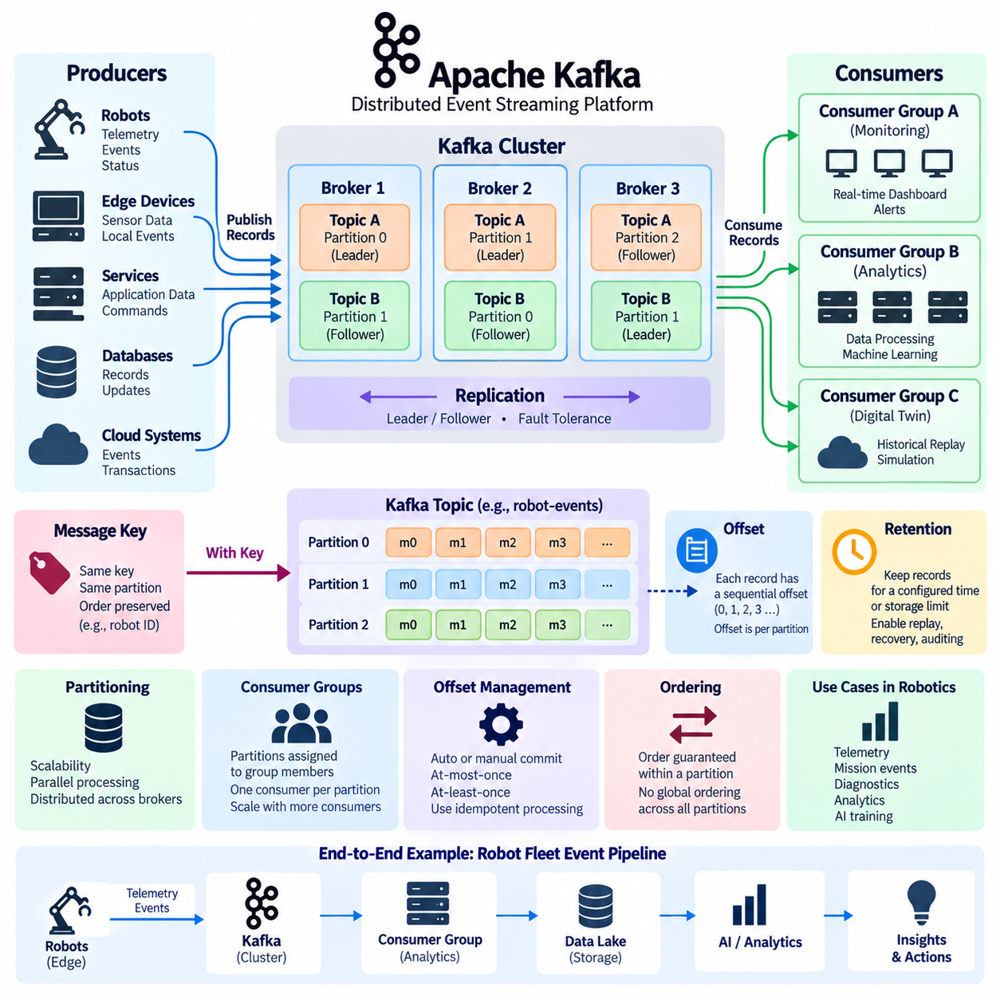 Apache Kafka
Distributed Event Streaming Platform
Producers
Robots
Telemetry
Events
Status
Edge Devices
Sensor Data
Local Events
Services
Application Data
Commands
Databases
Records
Updates
Cloud Systems
Events
Transactions
Publish
Records
Kafka Cluster
Broker 1
Topic A
Partition 0
(Leader)
Topic B
Partition 1
(Follower)
Broker 2
Topic A
Partition 1
(Leader)
Topic B
Partition 0
(Follower)
Broker 3
Topic A
Partition 2
(Follower)
Topic B
Partition 1
(Leader)
Replication
Leader / Follower • Fault Tolerance
Consume
Records
Consumers
Consumer Group A
(Monitoring)
Real-time Dashboard
Alerts
Consumer Group B
(Analytics)
Data Processing
Machine Learning
Consumer Group C
(Digital Twin)
Historical Replay
Simulation
Message Key
Same key
Same partition
Order preserved
(e.g., robot ID)
With Key
Kafka Topic (e.g., robot-events)
Partition 0 m0 m1 m2 m3 ...
Partition 1 m0 m1 m2 m3 ...
Partition 2 m0 m1 m2 m3 ...
Offset
Each record has
a sequential offset
(0, 1, 2, 3 ...)
Offset is per partition
Retention
Keep records
for a configured time
or storage limit
Enable replay,
recovery, auditing
Partitioning
Scalability
Parallel processing
Distributed across brokers
Consumer Groups
Partitions assigned
to group members
One consumer per partition
Scale with more consumers
Offset Management
Auto or manual commit
At-most-once
At-least-once
Use idempotent processing
Ordering
Order guaranteed
within a partition
No global ordering
across all partitions
Use Cases in Robotics
Telemetry
Mission events
Diagnostics
Analytics
AI training
End-to-End Example: Robot Fleet Event Pipeline
Robots
(Edge)
Telemetry
Events
Kafka
(Cluster)
Consumer Group
(Analytics)
Data Lake
(Storage)
AI / Analytics
Insights
& Actions